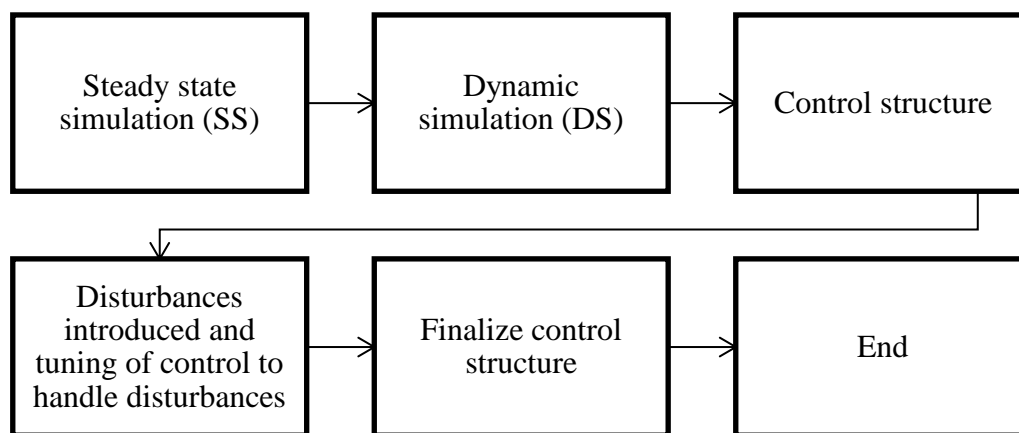 Steady state
simulation (SS)
Dynamic
simulation (DS)
Control structure
Disturbances
introduced and
tuning of control to
handle disturbances
Finalize control
structure
End